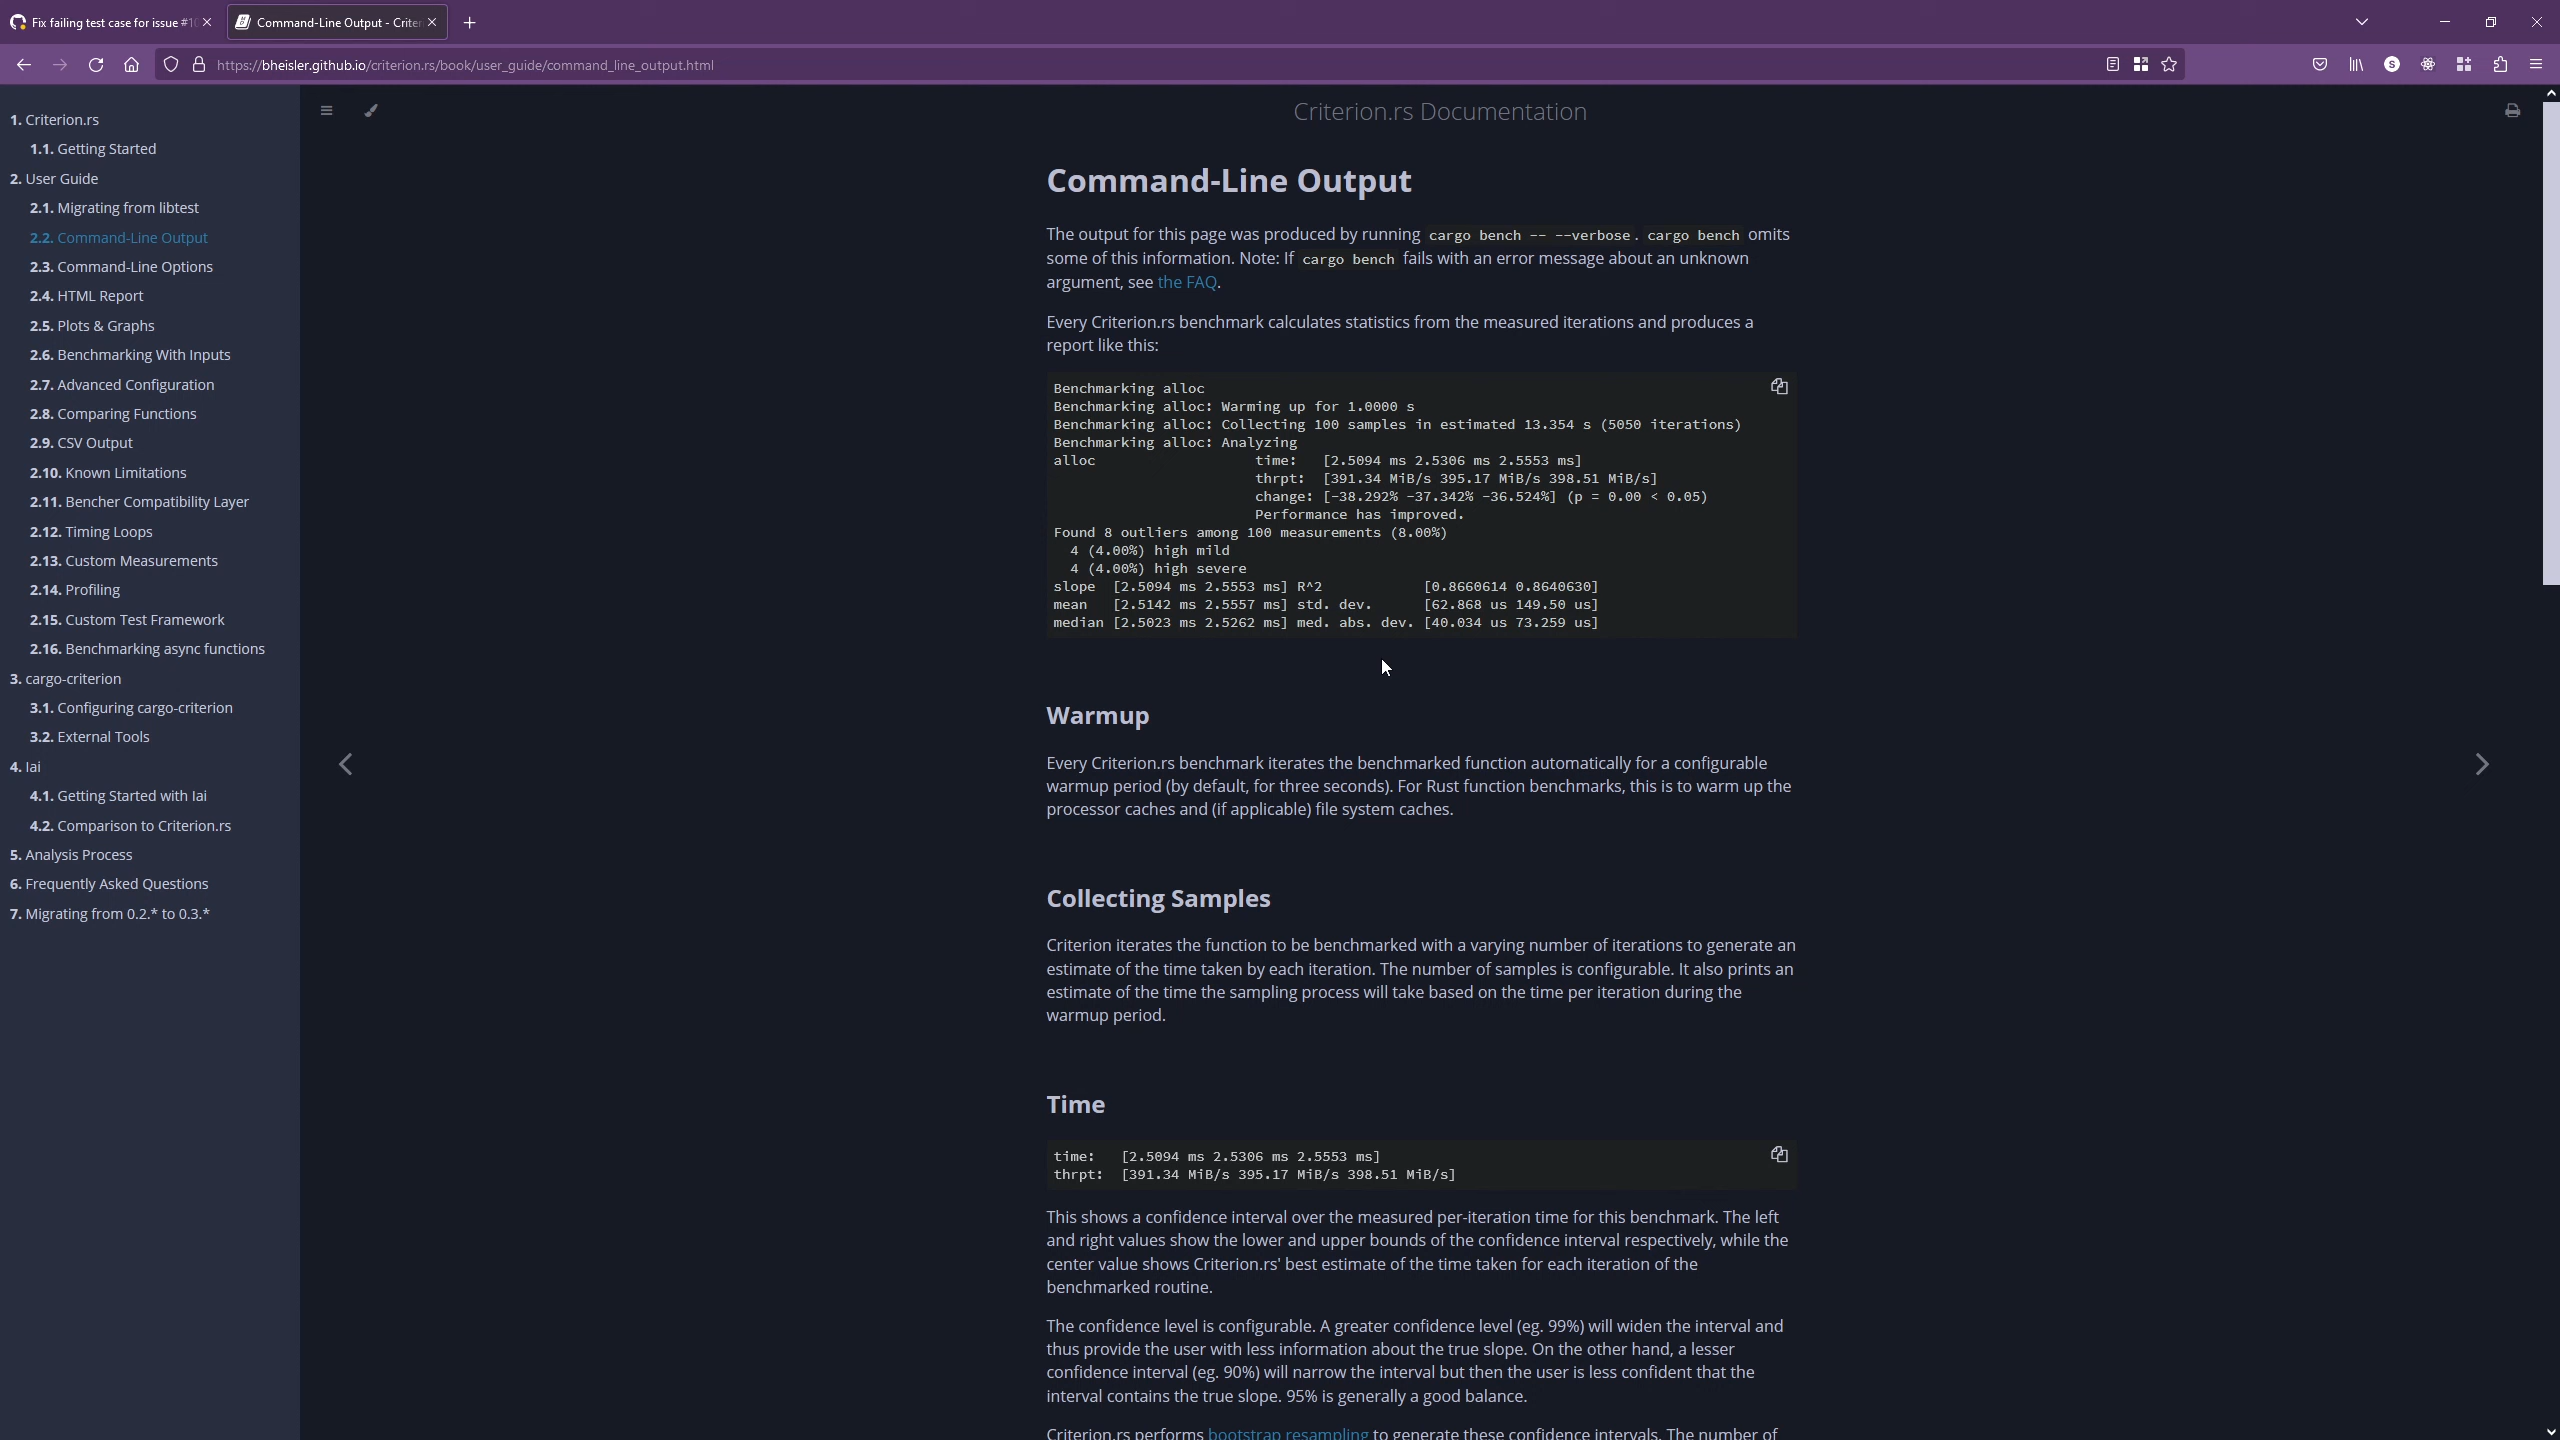 Fix failing test case for issue #1
Command-Line Output - Criter
https://bheisler.github.io/criterion.rs/book/user_guide/command_line_output.html
S
1. Criterion.rs
1.1. Getting Started
2. User Guide
2.1. Migrating from libtest
2.2. Command-Line Output
2.3. Command-Line Options
2.4. HTML Report
2.5. Plots & Graphs
2.6. Benchmarking With Inputs
2.7. Advanced Configuration
2.8. Comparing Functions
2.9. CSV Output
2.10. Known Limitations
2.11. Bencher Compatibility Layer
2.12. Timing Loops
2.13. Custom Measurements
2.14. Profiling
2.15. Custom Test Framework
2.16. Benchmarking async functions
3. cargo-criterion
3.1. Configuring cargo-criterion
3.2. External Tools
4. Iai
4.1. Getting Started with Iai
4.2. Comparison to Criterion.rs
5. Analysis Process
6. Frequently Asked Questions
7. Migrating from 0.2.* to 0.3.*
Criterion.rs Documentation
Command-Line Output
The output for this page was produced by running cargo bench -- --verbose. cargo bench omits
some of this information. Note: If cargo bench fails with an error message about an unknown
argument, see the FAQ.
Every Criterion.rs benchmark calculates statistics from the measured iterations and produces a
report like this:
Benchmarking alloc
Benchmarking alloc: Warming up for 1.0000 s
Benchmarking alloc: Collecting 100 samples in estimated 13.354 s (5050 iterations)
Benchmarking alloc: Analyzing
alloc                   time:   [2.5094 ms 2.5306 ms 2.5553 ms]
                        thrpt:  [391.34 MiB/s 395.17 MiB/s 398.51 MiB/s]
                        change: [-38.292% -37.342% -36.524%] (p = 0.00 < 0.05)
                        Performance has improved.
Found 8 outliers among 100 measurements (8.00%)
  4 (4.00%) high mild
  4 (4.00%) high severe
slope  [2.5094 ms 2.5553 ms] R^2            [0.8660614 0.8640630]
mean   [2.5142 ms 2.5557 ms] std. dev.      [62.868 us 149.50 us]
median [2.5023 ms 2.5262 ms] med. abs. dev. [40.034 us 73.259 us]
Warmup
Every Criterion.rs benchmark iterates the benchmarked function automatically for a configurable
warmup period (by default, for three seconds). For Rust function benchmarks, this is to warm up the
processor caches and (if applicable) file system caches.
Collecting Samples
Criterion iterates the function to be benchmarked with a varying number of iterations to generate an
estimate of the time taken by each iteration. The number of samples is configurable. It also prints an
estimate of the time the sampling process will take based on the time per iteration during the
warmup period.
Time
time:   [2.5094 ms 2.5306 ms 2.5553 ms]
thrpt:  [391.34 MiB/s 395.17 MiB/s 398.51 MiB/s]
This shows a confidence interval over the measured per-iteration time for this benchmark. The left
and right values show the lower and upper bounds of the confidence interval respectively, while the
center value shows Criterion.rs' best estimate of the time taken for each iteration of the
benchmarked routine.
The confidence level is configurable. A greater confidence level (eg. 99%) will widen the interval and
thus provide the user with less information about the true slope. On the other hand, a lesser
confidence interval (eg. 90%) will narrow the interval but then the user is less confident that the
interval contains the true slope. 95% is generally a good balance.
Criterion.rs performs bootstrap resampling to generate these confidence intervals. The number of